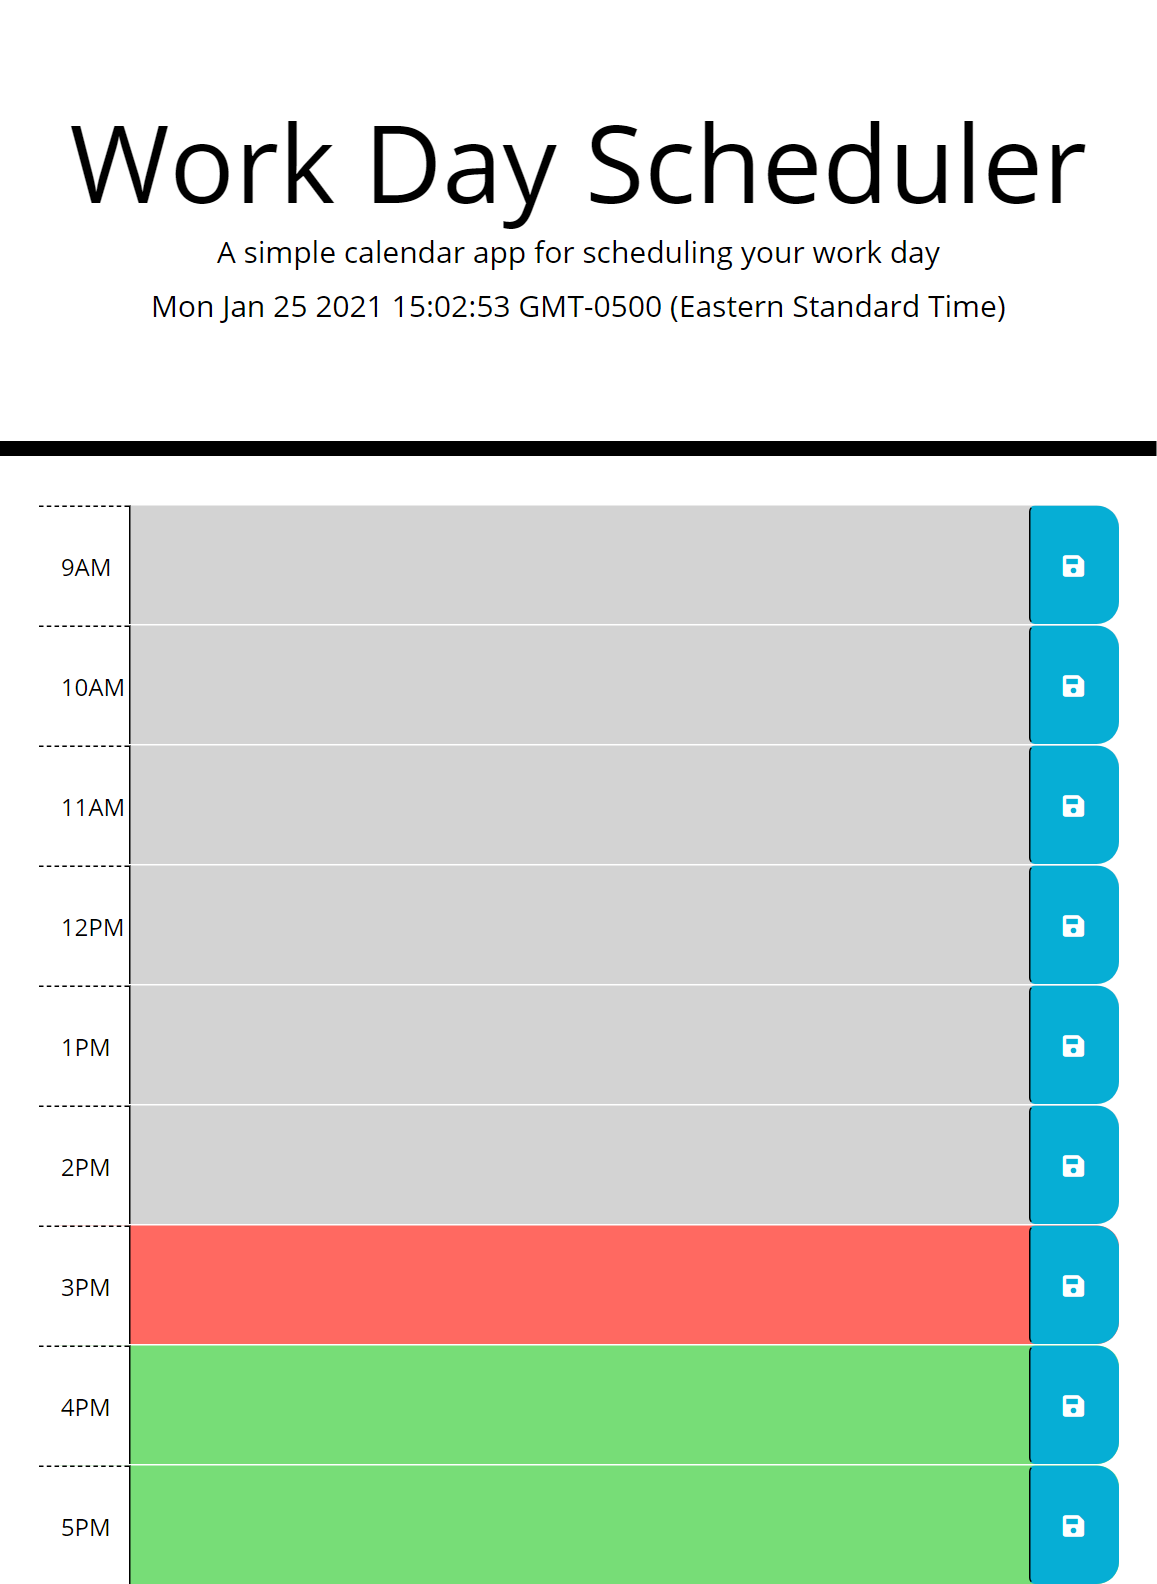 Work Day Scheduler
A simple calendar app for scheduling your work day
Mon Jan 25 2021 15:02:53 GMT-0500 (Eastern Standard Time)
9AM
10AM
11AM
12PM
1PM
2PM
3PM
4PM
5PM